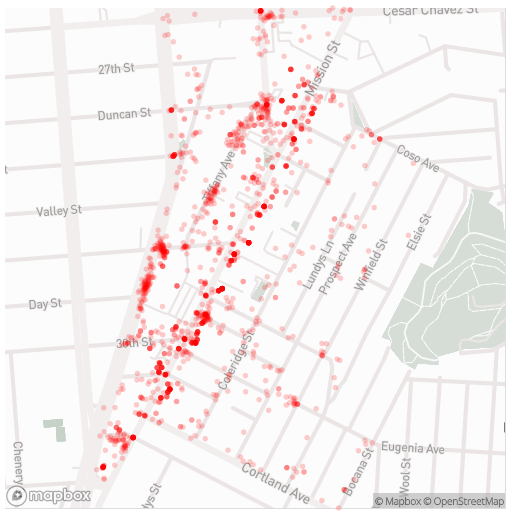 Cesar Chavez St
27th St
Mission St
Duncan St
Coso Ave
Tiffany Ave
Valley St
Elsie St
Lundys Ln
Prospect Ave
Winfield St
Day St
30th St
Coleridge St
Eugenia Ave
Chenery
Cortland Ave
Bocana St
Wool St
lys St
mapbox
© Mapbox © OpenStreetMap